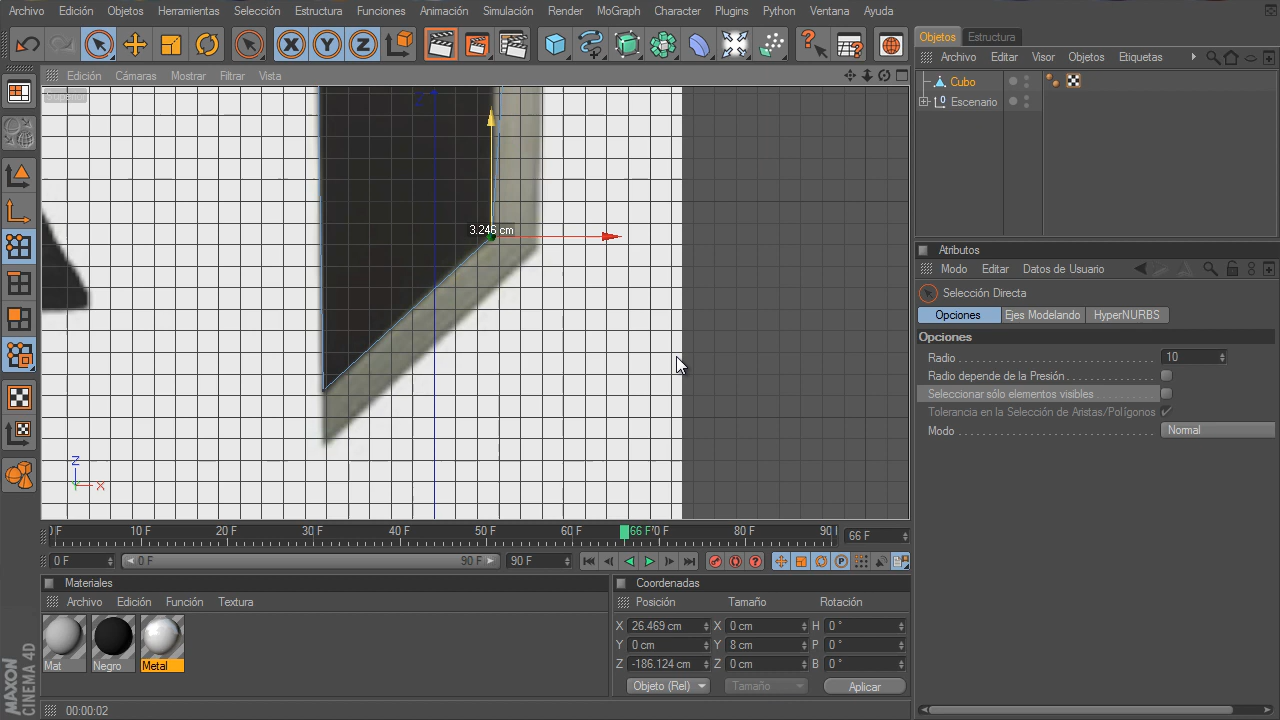 Archivo Edición Objetos Herramientas Selección Estructura Funciones Animación Simulación Render MoGraph Character Plugins Python Ventana Ayuda
X Y Z
Objetos Estructura
Edición Cámaras Mostrar Filtrar Vista
Archivo Editar Visor Objetos Etiquetas
Cubo
Escenario
3.246 cm
Z
X
Atributos
Modo Editar Datos de Usuario
Selección Directa
Opciones Ejes Modelando HyperNURBS
Opciones
Radio 10
Radio depende de la Presión
Seleccionar sólo elementos visibles
Tolerancia en la Selección de Aristas/Polígonos
Modo Normal
0 F 10 F 20 F 30 F 40 F 50 F 60 F 66 F 70 F 80 F 90 66 F
0 F 0 F 90 F 90 F
Materiales
Archivo Edición Función Textura
Mat Negro Metal
Coordenadas
Posición Tamaño Rotación
X 26.469 cm X 0 cm H 0 °
Y 0 cm Y 8 cm P 0 °
Z -186.124 cm Z 0 cm B 0 °
Objeto (Rel) Tamaño Aplicar
MAXON
CINEMA 4D
00:00:02